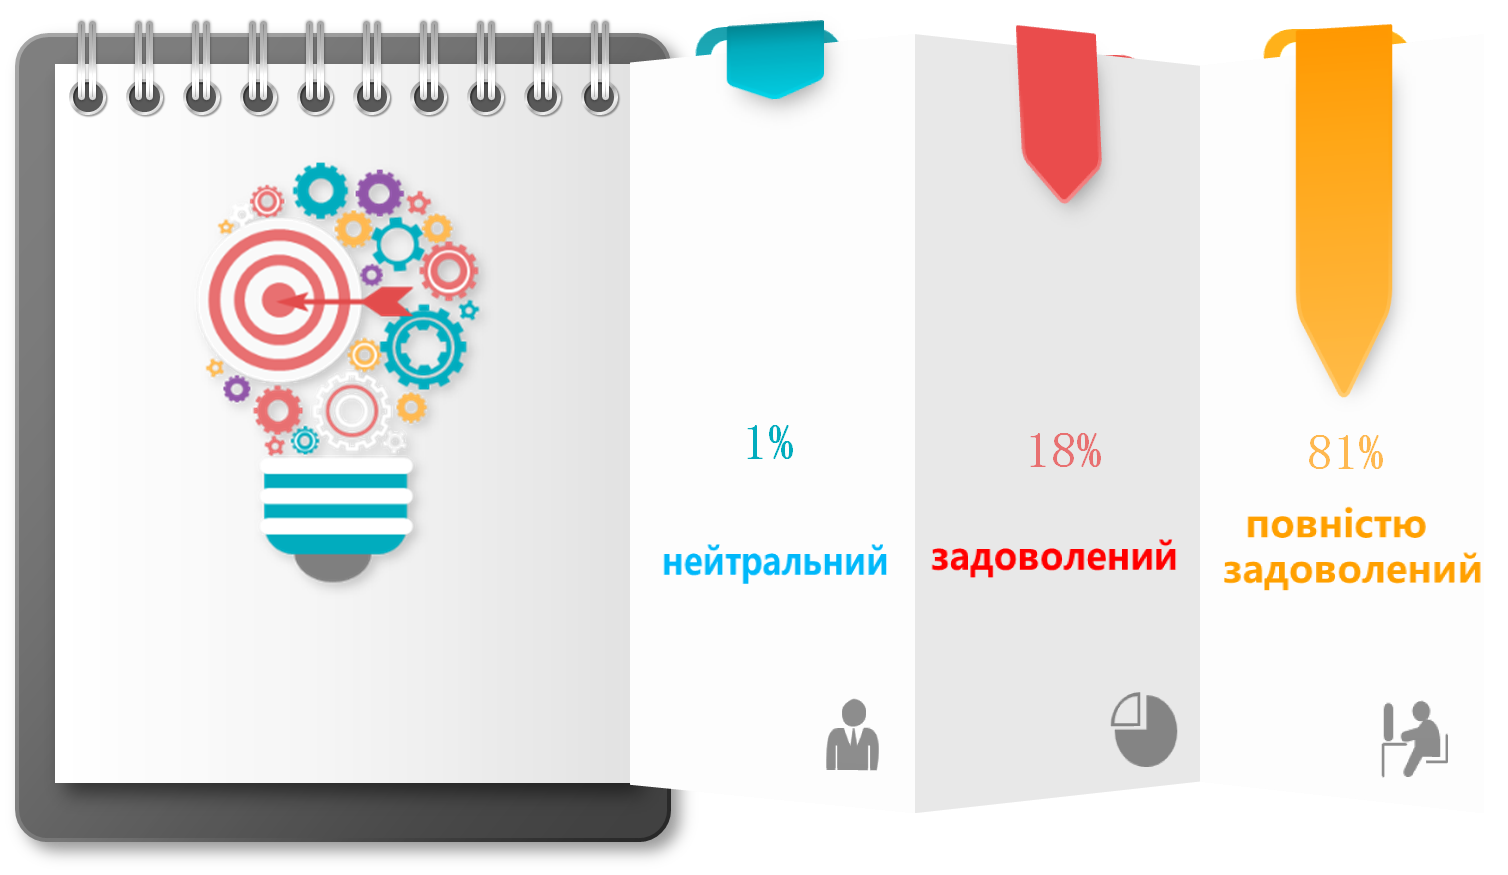 1%
нейтральний
18%
задоволений
81%
повністю
задоволений